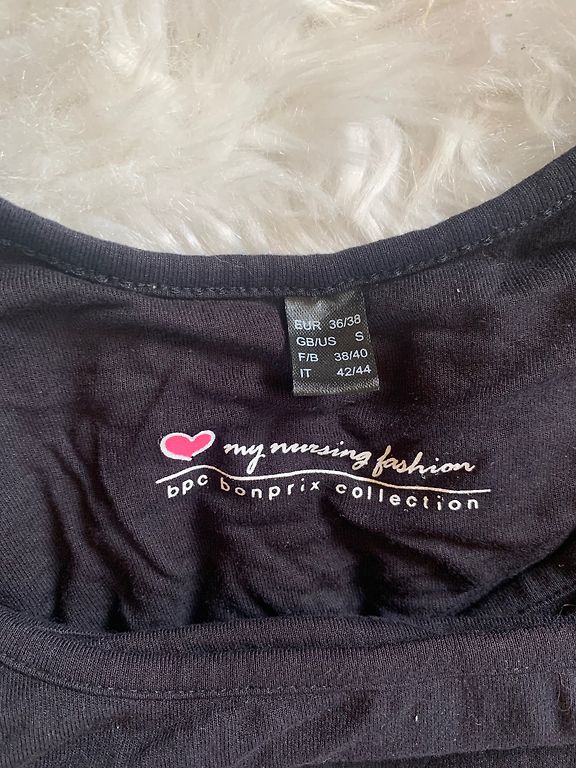 EUR 36/38
GB/US S
F/B 38/40
IT 42/44
my nursing fashion
bpc bonprix collection